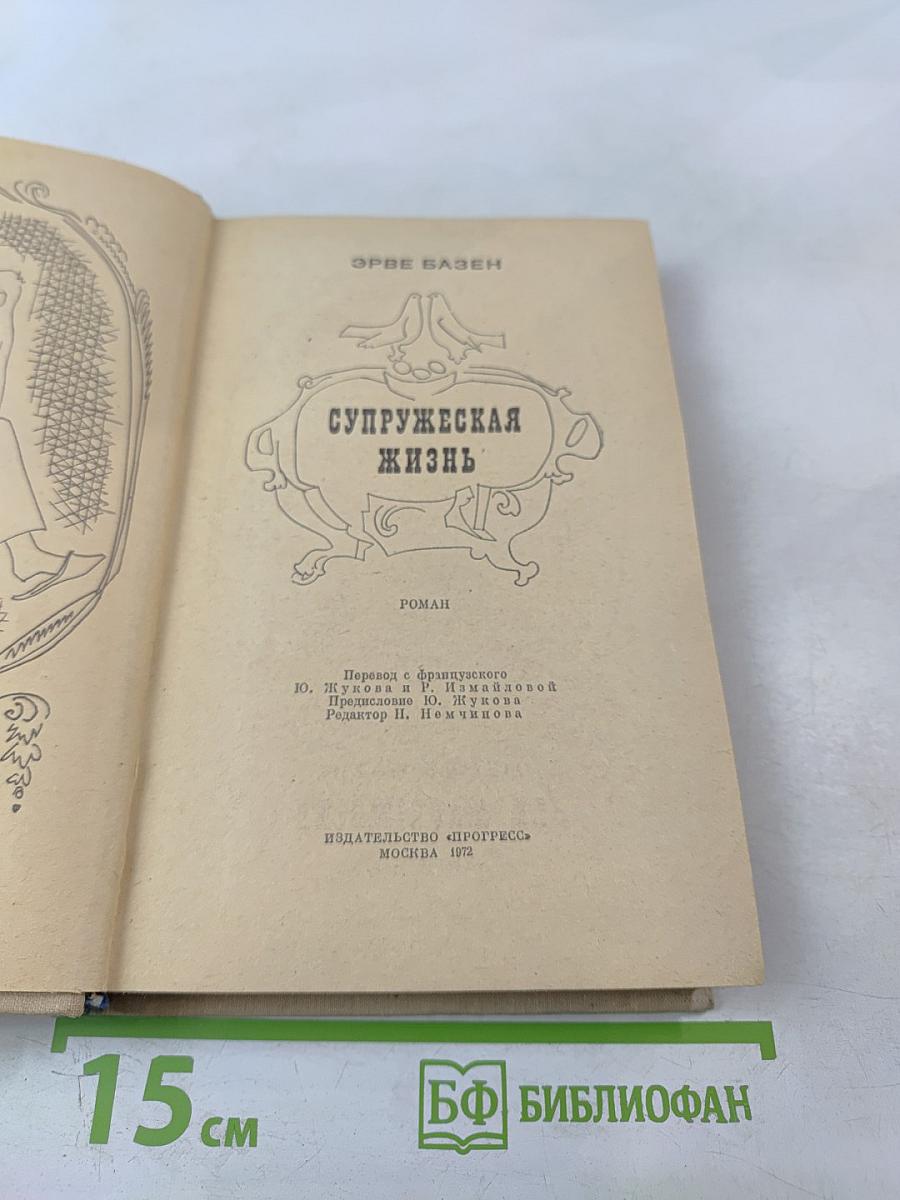 ЭРВЕ БАЗЕН
СУПРУЖЕСКАЯ
ЖИЗНЬ
РОМАН
Перевод с французского
Ю. Жукова и Р. Измайловой
Предисловие Ю. Жукова
Редактор Н. Немчинова
ИЗДАТЕЛЬСТВО «ПРОГРЕСС»
МОСКВА 1972
15 см
БФ БИБЛИОФАН